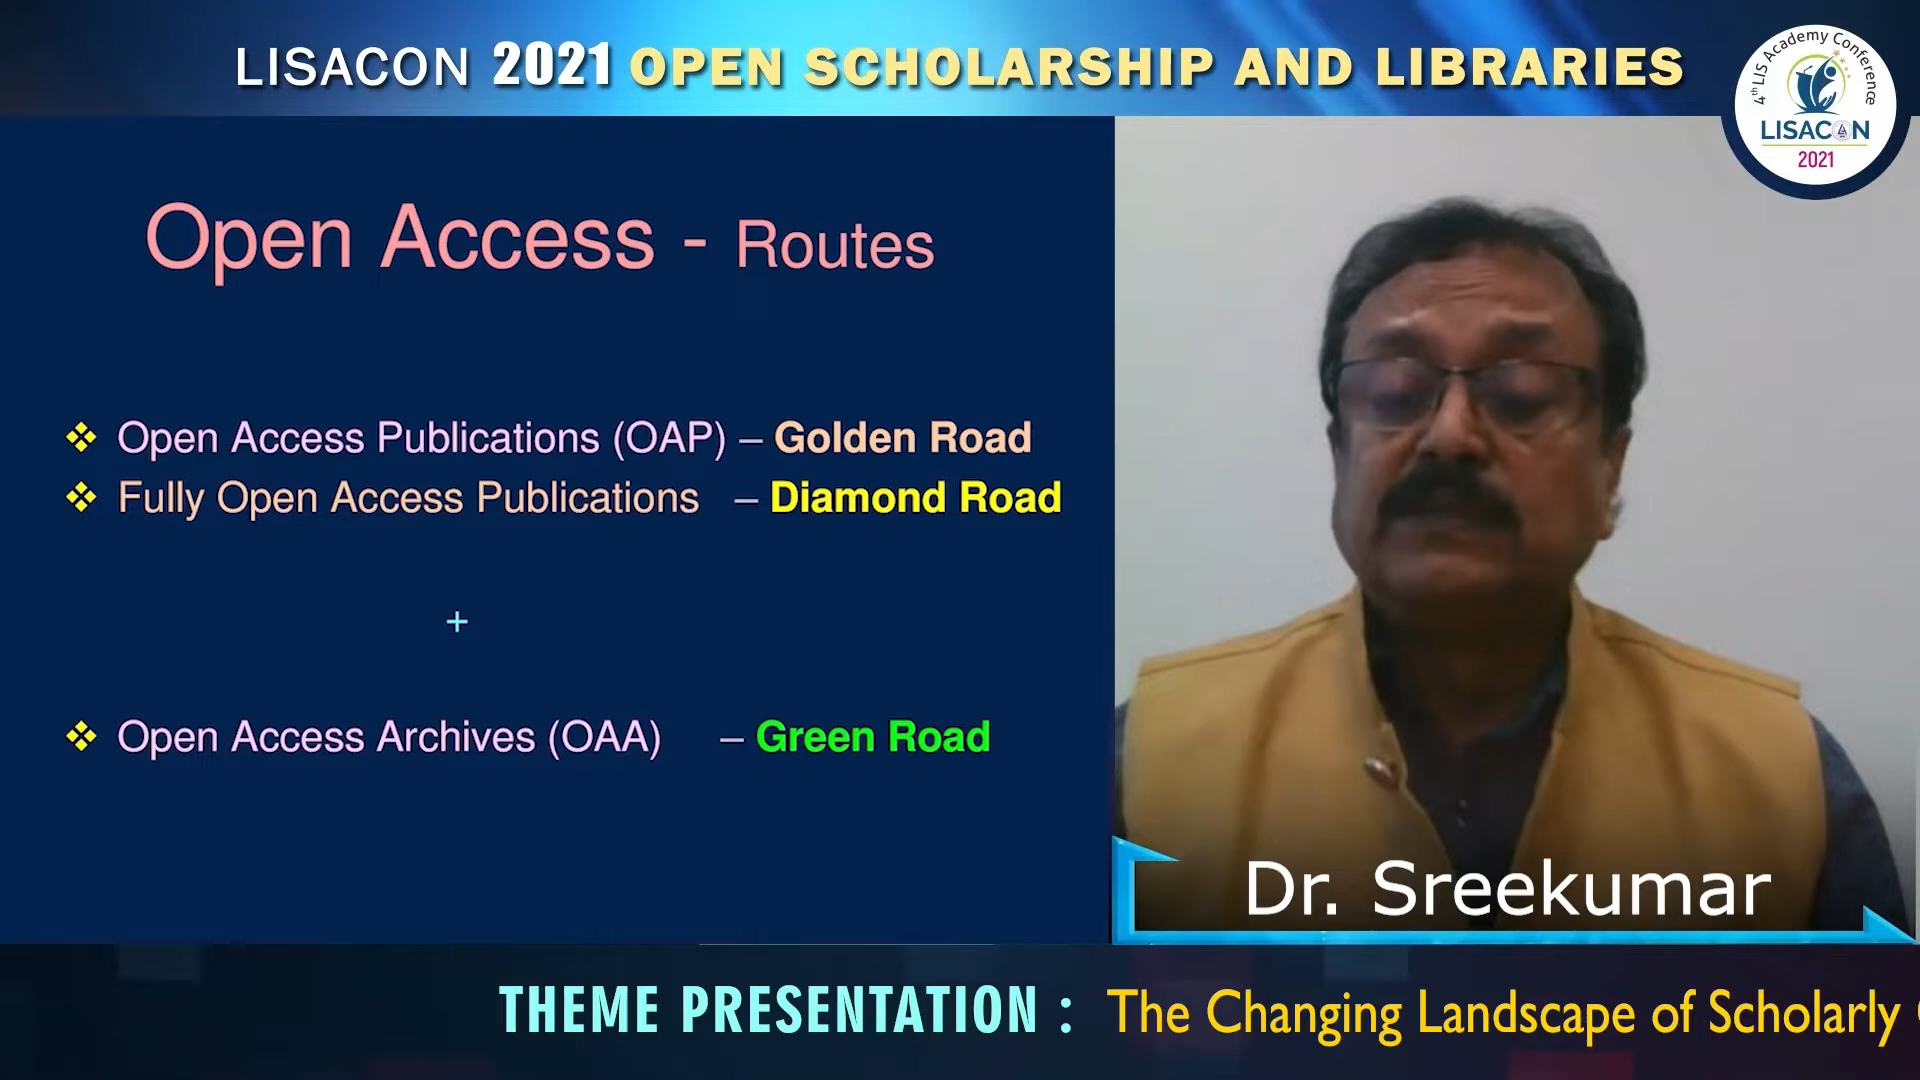 LISACON 2021 OPEN SCHOLARSHIP AND LIBRARIES
4th LIS Academy Conference
LISACON
2021
Open Access - Routes
❖ Open Access Publications (OAP) – Golden Road
❖ Fully Open Access Publications – Diamond Road
+
❖ Open Access Archives (OAA) – Green Road
Dr. Sreekumar
THEME PRESENTATION : The Changing Landscape of Scholarly